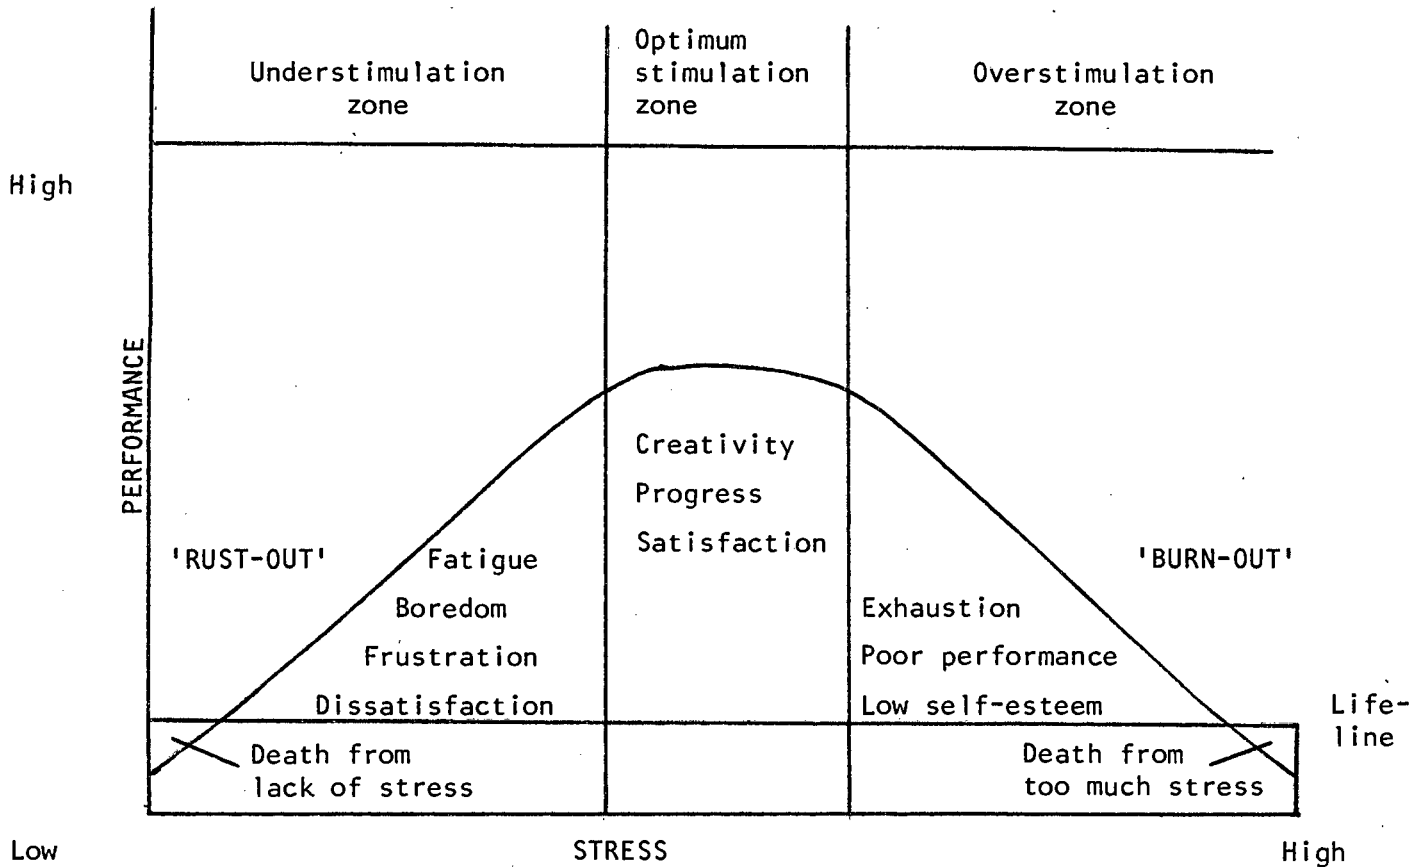 Understimulation
zone
Optimum
stimulation
zone
Overstimulation
zone
High
PERFORMANCE
'RUST-OUT'
Fatigue
Boredom
Frustration
Dissatisfaction
Creativity
Progress
Satisfaction
'BURN-OUT'
Exhaustion
Poor performance
Low self-esteem
Life-
line
Death from
lack of stress
Death from
too much stress
Low
STRESS
High